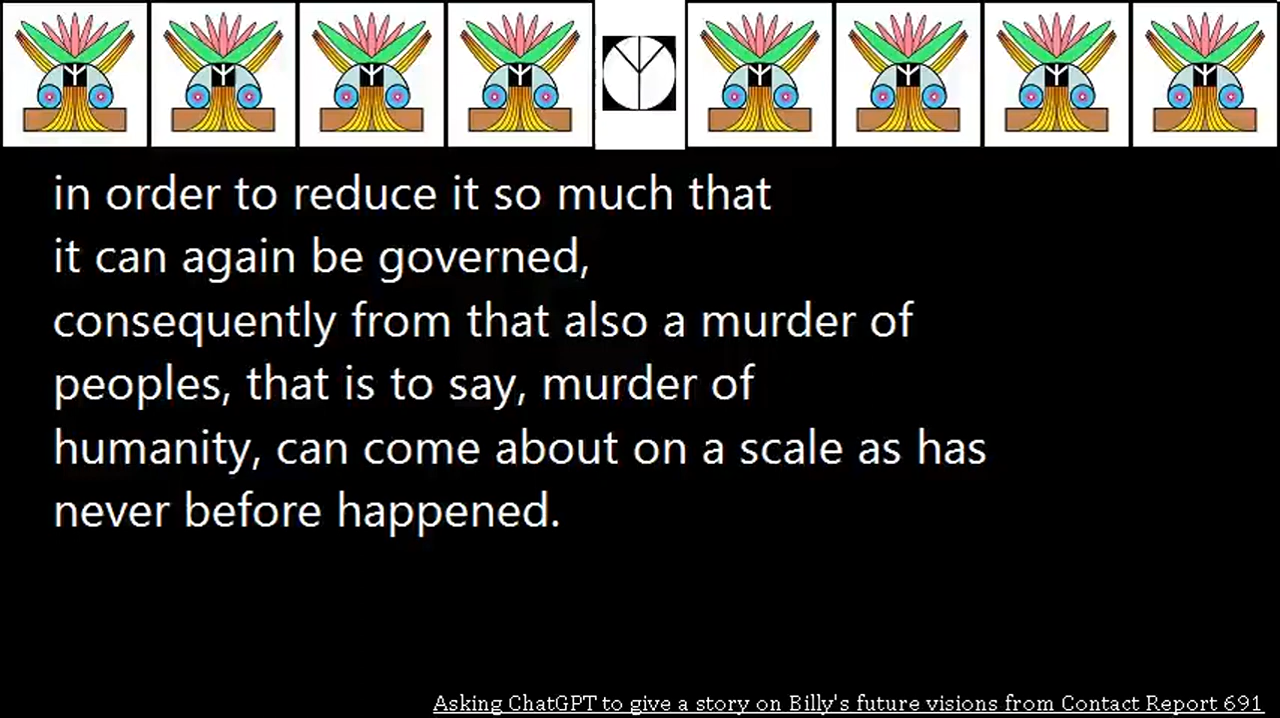 in order to reduce it so much that
it can again be governed,
consequently from that also a murder of
peoples, that is to say, murder of
humanity, can come about on a scale as has
never before happened.
Asking ChatGPT to give a story on Billy's future visions from Contact Report 691